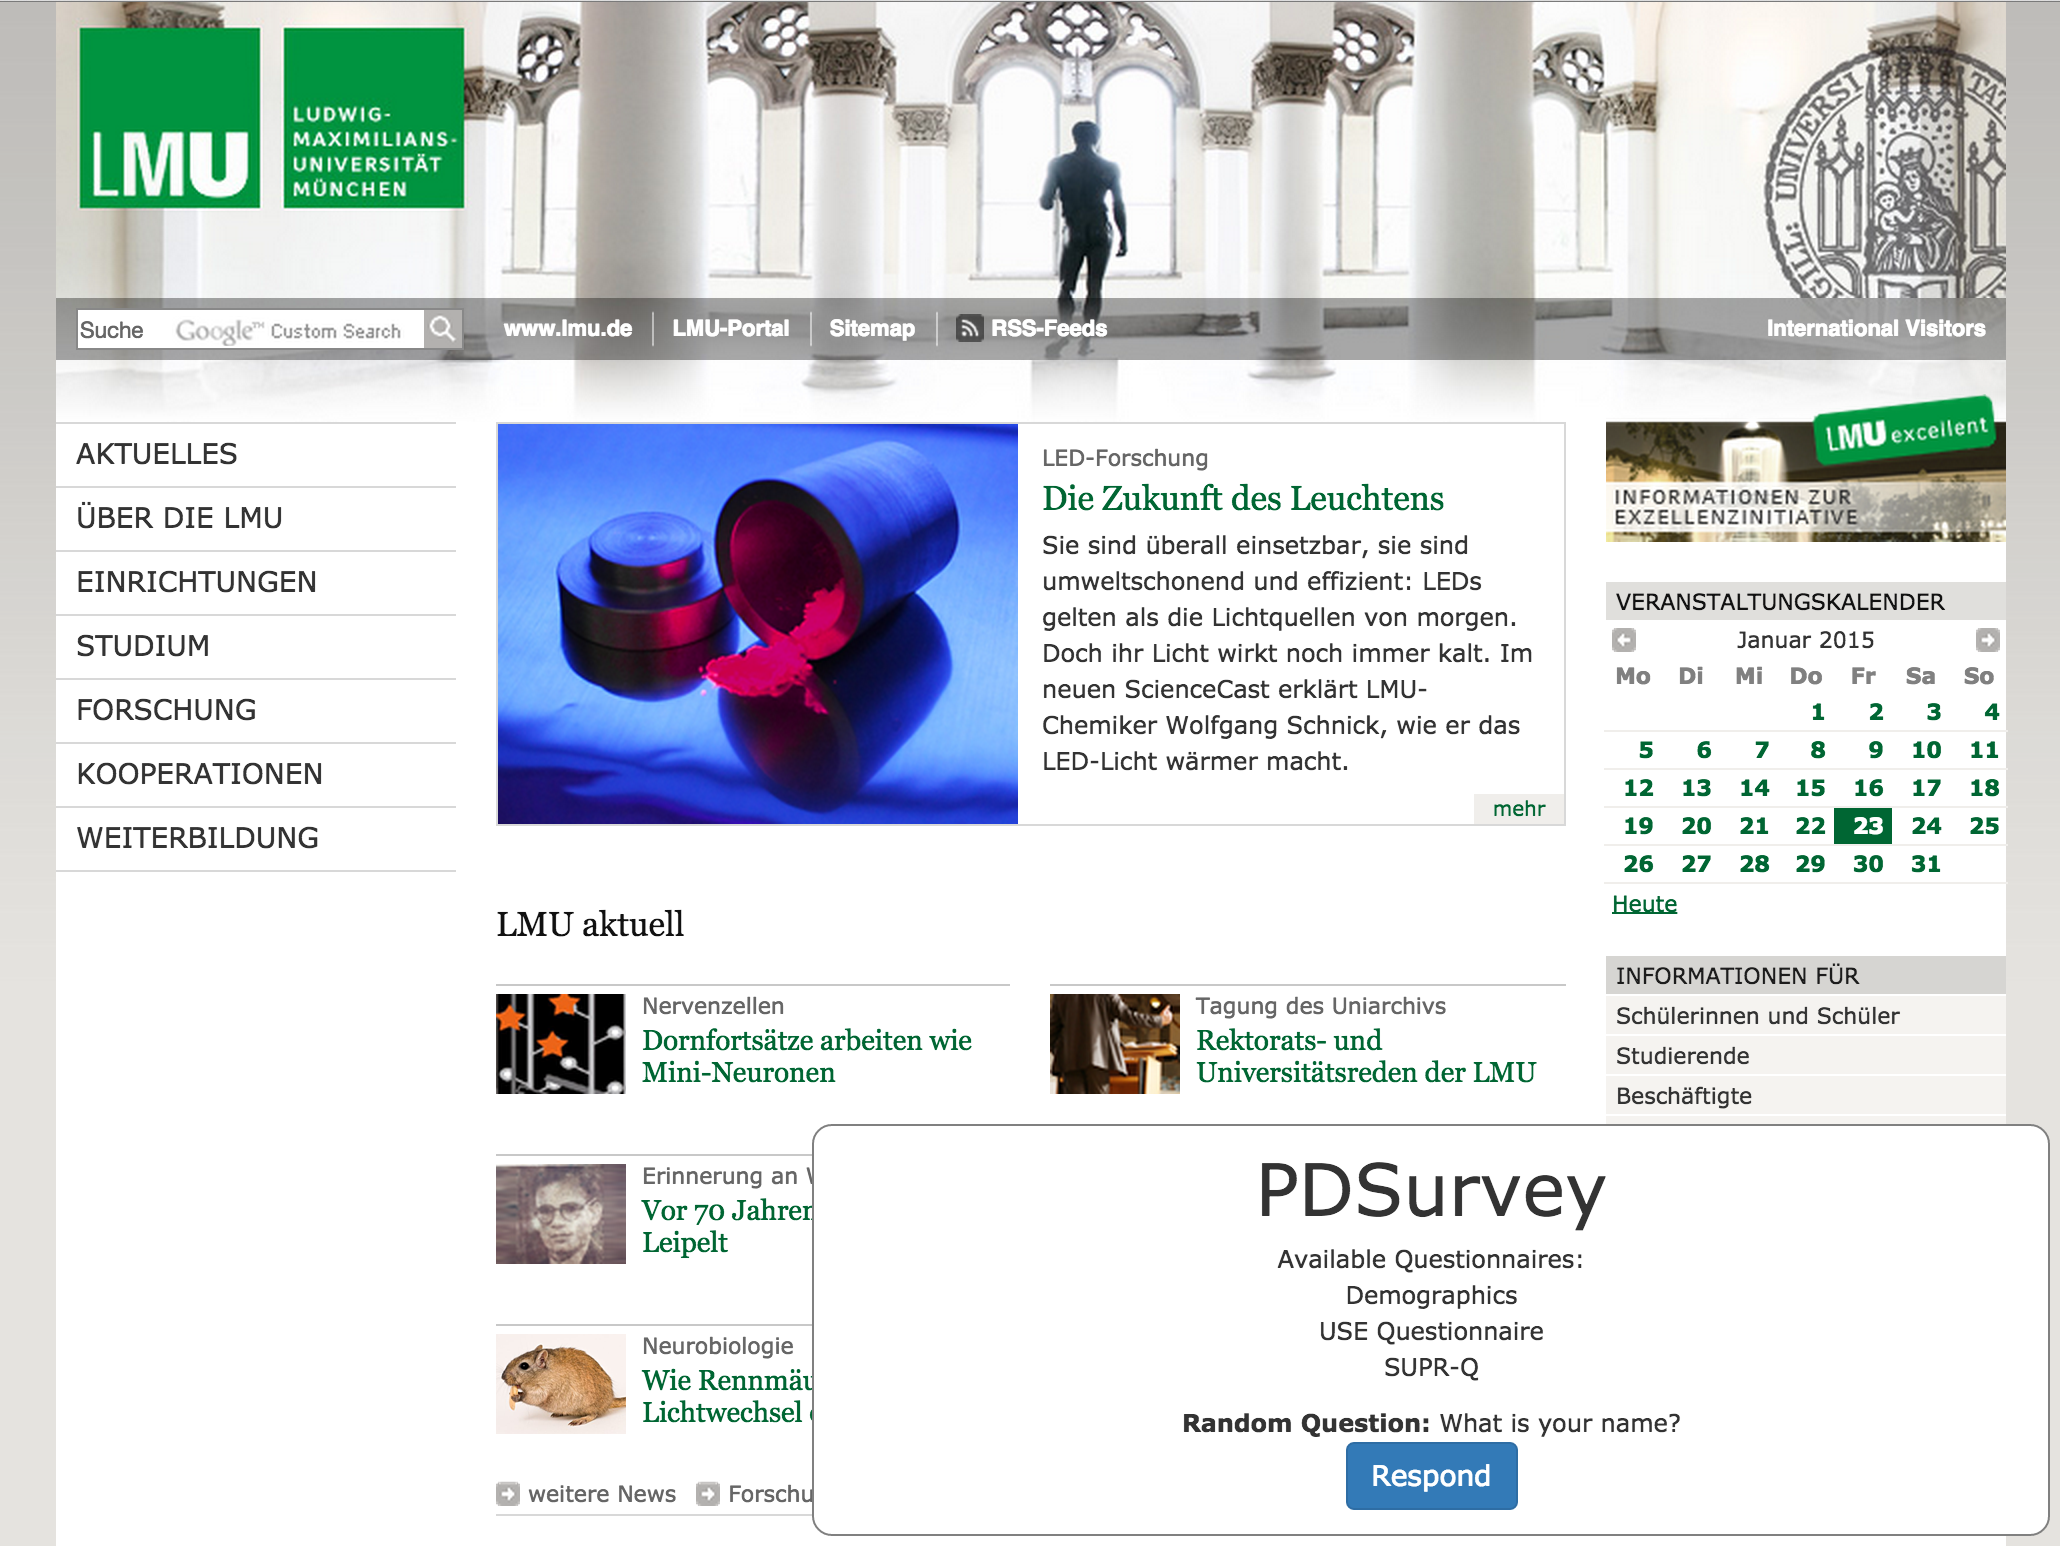 LMU
LUDWIG-
MAXIMILIANS-
UNIVERSITÄT
MÜNCHEN
UNIVERSI
Suche Google™ Custom Search
www.lmu.de
LMU-Portal
Sitemap
RSS-Feeds
International Visitors
AKTUELLES
ÜBER DIE LMU
EINRICHTUNGEN
STUDIUM
FORSCHUNG
KOOPERATIONEN
WEITERBILDUNG
LED-Forschung
Die Zukunft des Leuchtens
Sie sind überall einsetzbar, sie sind
umweltschonend und effizient: LEDs
gelten als die Lichtquellen von morgen.
Doch ihr Licht wirkt noch immer kalt. Im
neuen ScienceCast erklärt LMU-
Chemiker Wolfgang Schnick, wie er das
LED-Licht wärmer macht.
mehr
LMU excellent
INFORMATIONEN ZUR
EXZELLENZINITIATIVE
VERANSTALTUNGSKALENDER
Januar 2015
Mo Di Mi Do Fr Sa So
1 2 3 4
5 6 7 8 9 10 11
12 13 14 15 16 17 18
19 20 21 22 23 24 25
26 27 28 29 30 31
Heute
INFORMATIONEN FÜR
Schülerinnen und Schüler
Studierende
Beschäftigte
LMU aktuell
Nervenzellen
Dornfortsätze arbeiten wie
Mini-Neuronen
Tagung des Uniarchivs
Rektorats- und
Universitätsreden der LMU
Erinnerung an
Vor 70 Jahren
Leipelt
Neurobiologie
Wie Rennmäu
Lichtwechsel
weitere News
Forschu
PDSurvey
Available Questionnaires:
Demographics
USE Questionnaire
SUPR-Q
Random Question: What is your name?
Respond